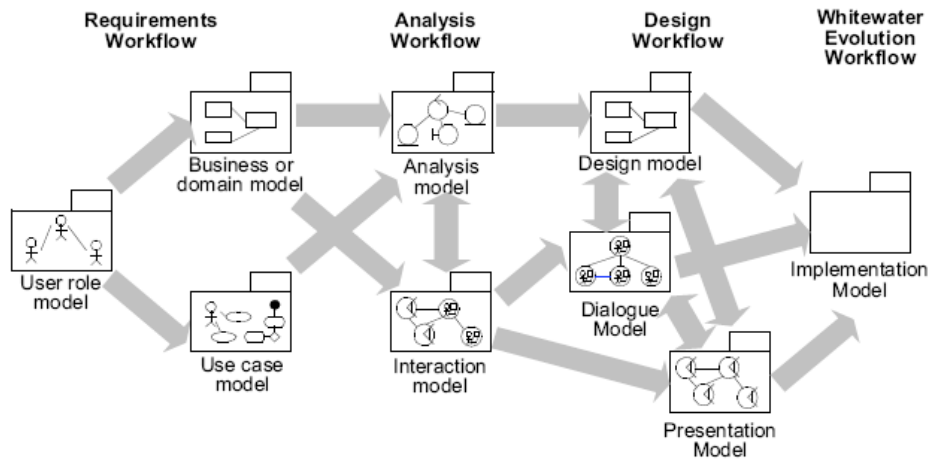 Requirements
Workflow
Analysis
Workflow
Design
Workflow
Whitewater
Evolution
Workflow
Business or
domain model
Analysis
model
Design model
User role
model
Use case
model
Interaction
model
Dialogue
Model
Implementation
Model
Presentation
Model